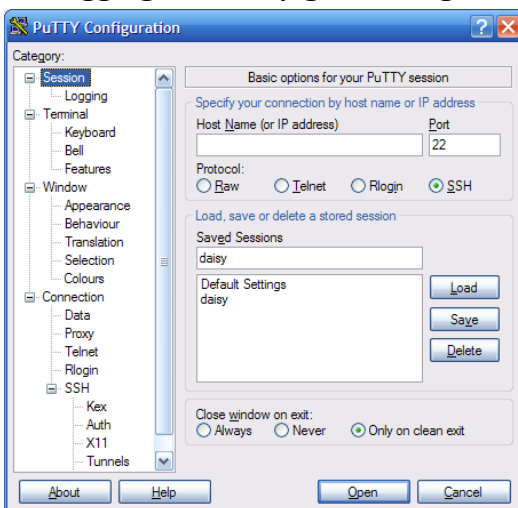 PuTTY Configuration
Category:
Session
Logging
Terminal
Keyboard
Bell
Features
Window
Appearance
Behaviour
Translation
Selection
Colours
Connection
Data
Proxy
Telnet
Rlogin
SSH
Kex
Auth
X11
Tunnels
Basic options for your PuTTY session
Specify your connection by host name or IP address
Host Name (or IP address) Port
22
Protocol:
Raw Telnet Rlogin SSH
Load, save or delete a stored session
Saved Sessions
daisy
Default Settings
daisy
Load
Save
Delete
Close window on exit:
Always Never Only on clean exit
About Help Open Cancel